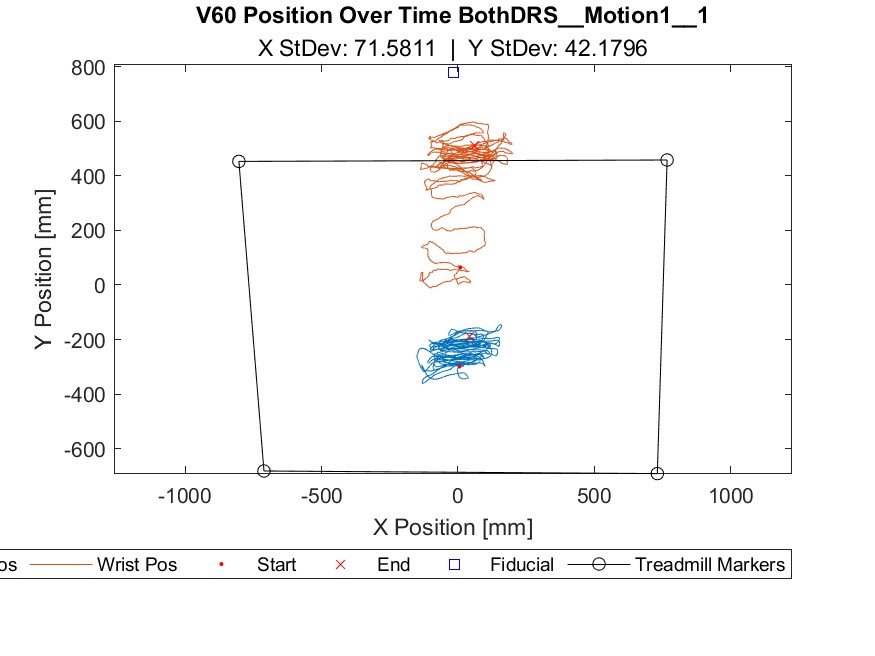 V60 Position Over Time BothDRS__Motion1__1
X StDev: 71.5811 | Y StDev: 42.1796
800
600
400
200
0
-200
-400
-600
Y Position [mm]
-1000 -500 0 500 1000
X Position [mm]
os Wrist Pos Start End Fiducial Treadmill Markers